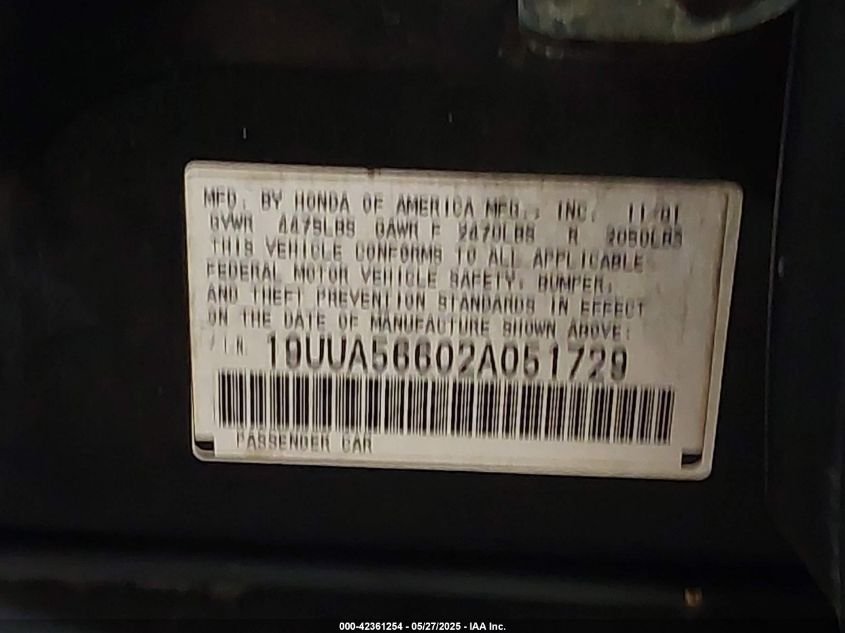 MFD. BY HONDA OF AMERICA MFG., INC. 11/01
GVWR 4475LBS GAWR F 2470LBS R 2050LBS
THIS VEHICLE CONFORMS TO ALL APPLICABLE
FEDERAL MOTOR VEHICLE SAFETY, BUMPER,
AND THEFT PREVENTION STANDARDS IN EFFECT
ON THE DATE OF MANUFACTURE SHOWN ABOVE.
V.I.N. 19UUA56602A051729
PASSENGER CAR
000-42361254 - 05/27/2025 - IAA Inc.